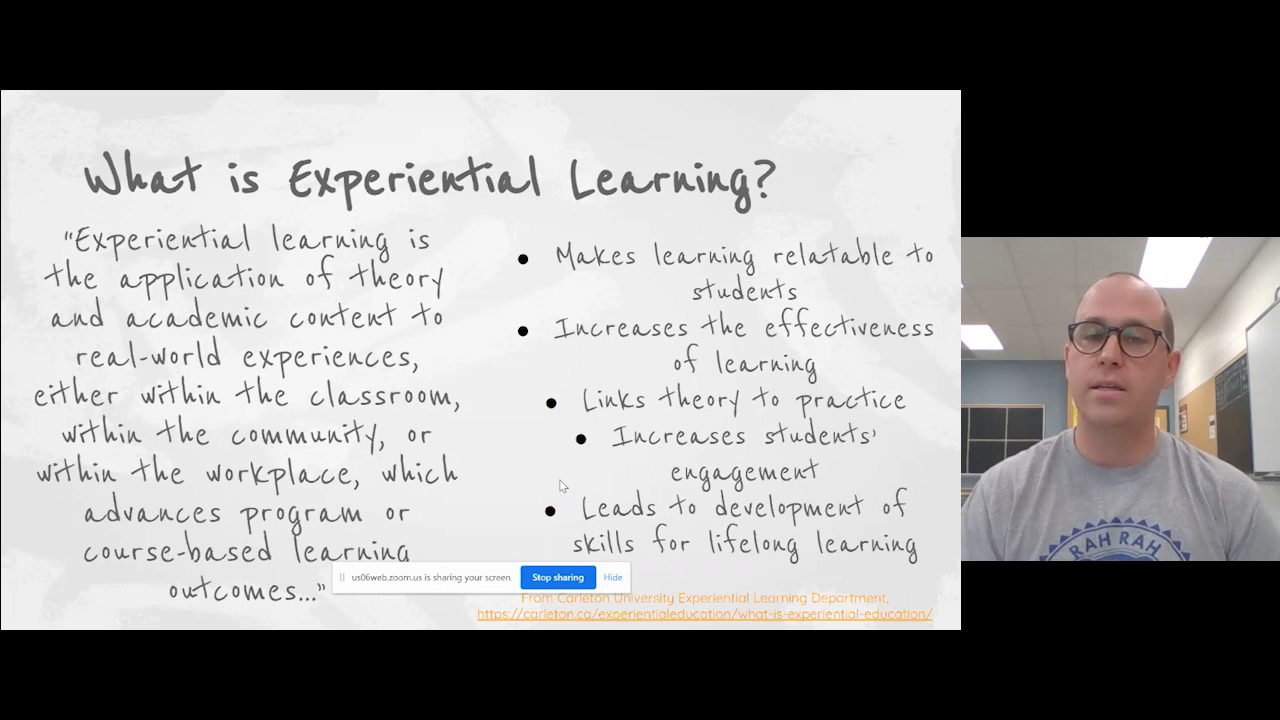 What is Experiential Learning?
"Experiential learning is
the application of theory
and academic content to
real-world experiences,
either within the classroom,
within the community, or
within the workplace, which
advances program or
course-based learning
outcomes..."
● Makes learning relatable to
students
● Increases the effectiveness
of learning
● Links theory to practice
● Increases students'
engagement
● Leads to development of
skills for lifelong learning
us06web.zoom.us is sharing your screen.
Stop sharing
Hide
From Carleton University Experiential Learning Department,
https://carleton.ca/experientialeducation/what-is-experiential-education/
RAH RAH